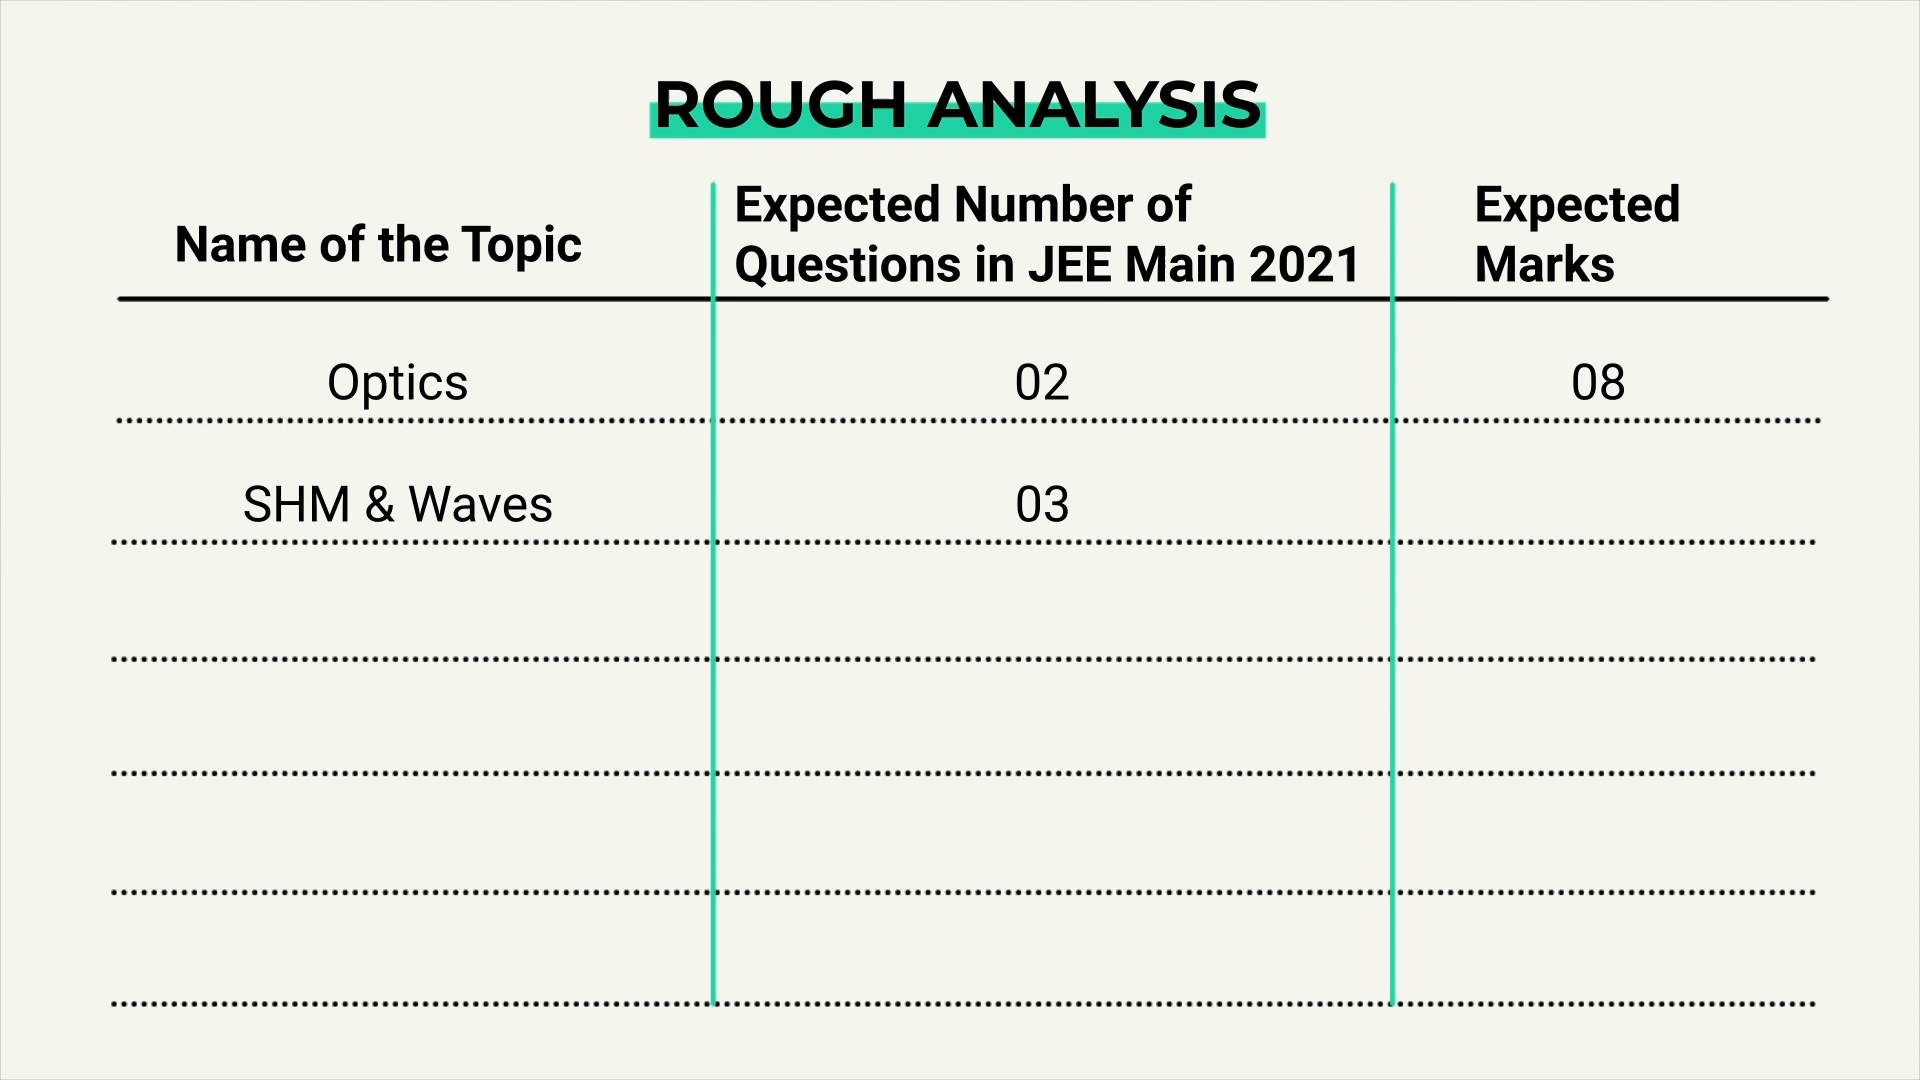 ROUGH ANALYSIS
Name of the Topic
Expected Number of
Questions in JEE Main 2021
Expected
Marks
Optics 02 08
SHM & Waves 03